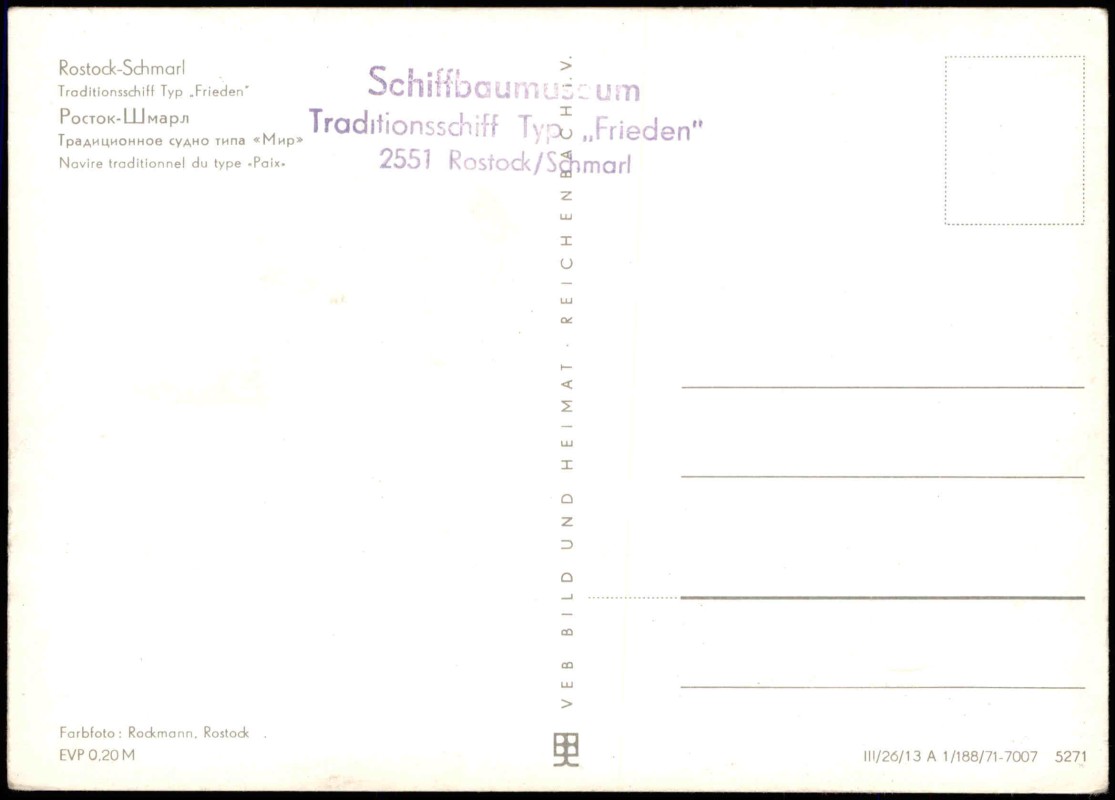 Rostock-Schmarl
Traditionsschiff Typ „Frieden“
Росток-Шмарл
Традиционное судно типа «Мир»
Navire traditionnel du type «Paix»
Schiffbaumuseum
Traditionsschiff Typ „Frieden"
2551 Rostock/Schmarl
VEB BILD UND HEIMAT · REICHENBACH I. V.
Farbfoto: Rockmann, Rostock
EVP 0,20 M
III/26/13 A 1/188/71-7007 5271